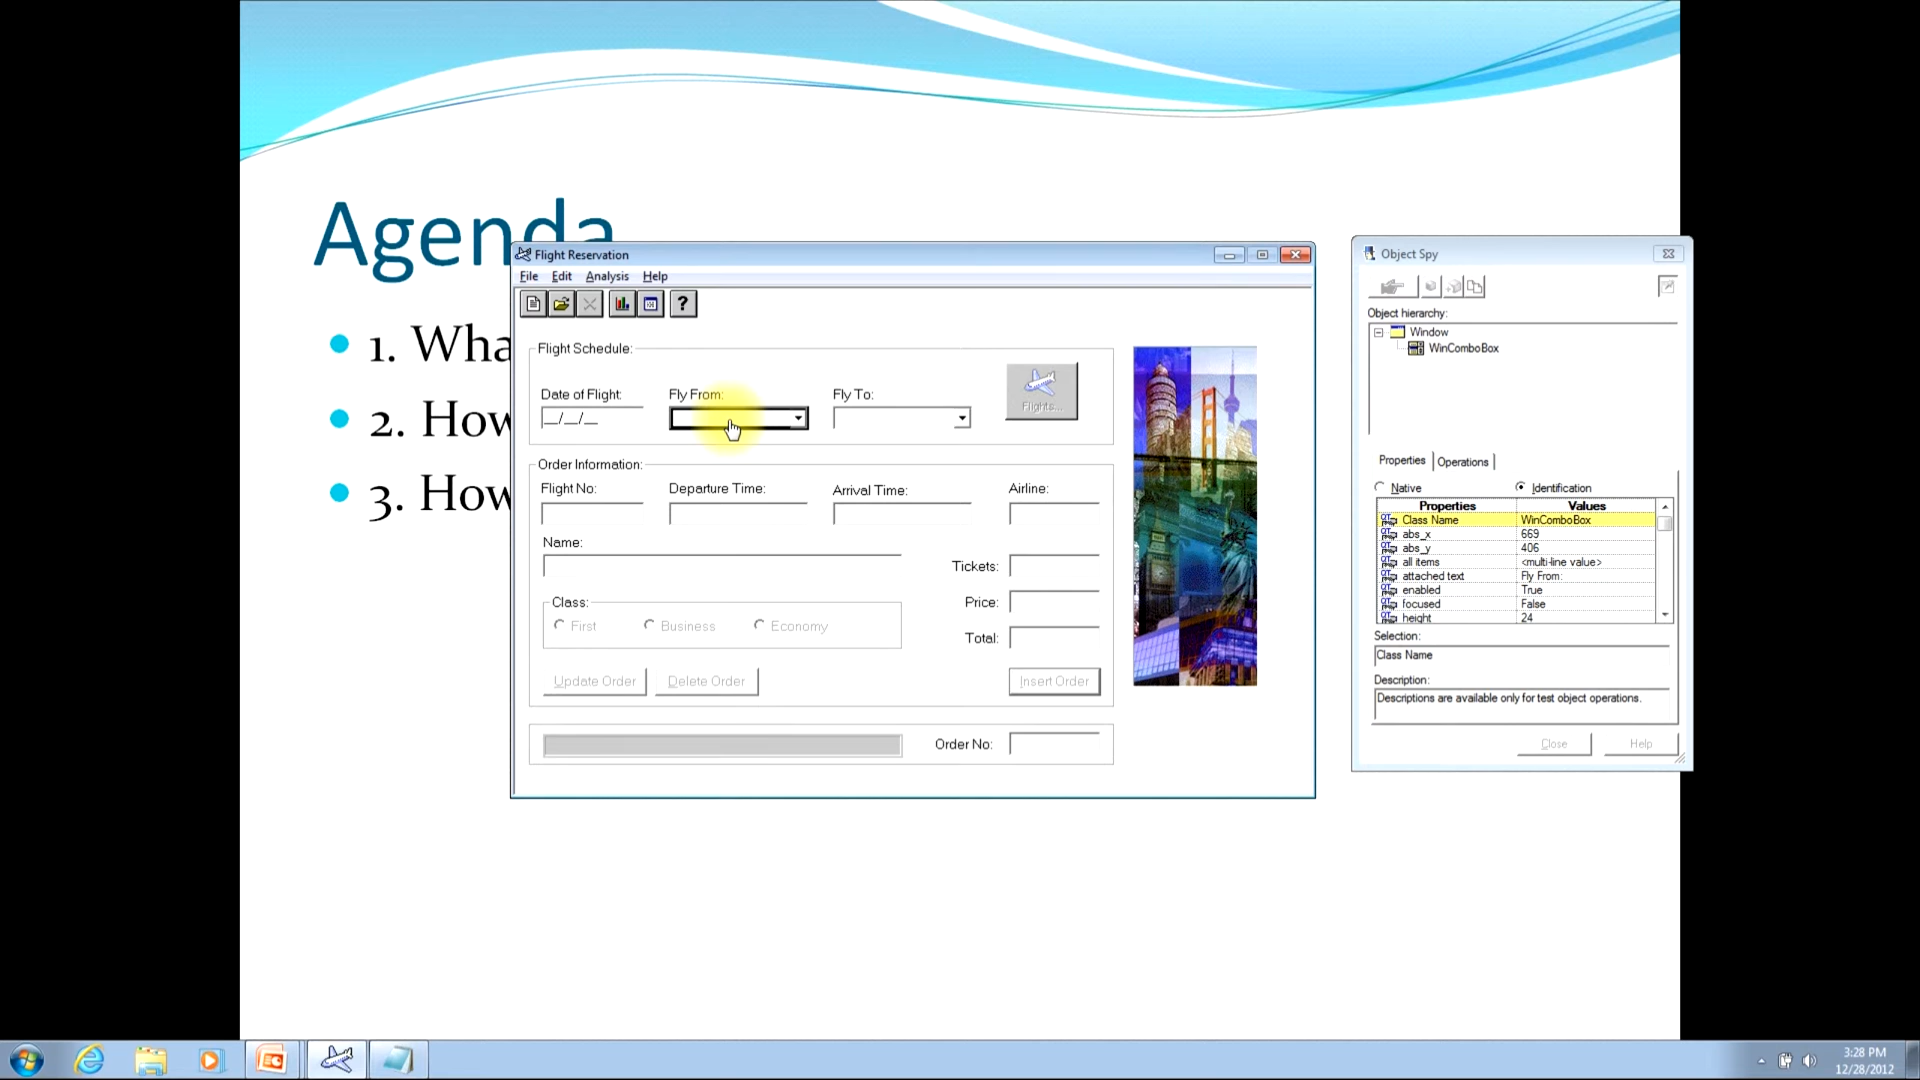 Agenda
1. Wha
2. How
3. How
Flight Reservation
File Edit Analysis Help
?
Flight Schedule:
Date of Flight: Fly From: Fly To:
__/__/__
Flights...
Order Information:
Flight No: Departure Time: Arrival Time: Airline:
Name:
Tickets:
Class:
First Business Economy
Price:
Total:
Update Order Delete Order Insert Order
Order No:
Object Spy
Object hierarchy:
Window
WinComboBox
Properties Operations
Native Identification
Properties Values
Class Name WinComboBox
abs_x 669
abs_y 406
all items <multi-line value>
attached text Fly From:
enabled True
focused False
height 24
Selection:
Class Name
Description:
Descriptions are available only for test object operations.
Close Help
3:28 PM
12/28/2012